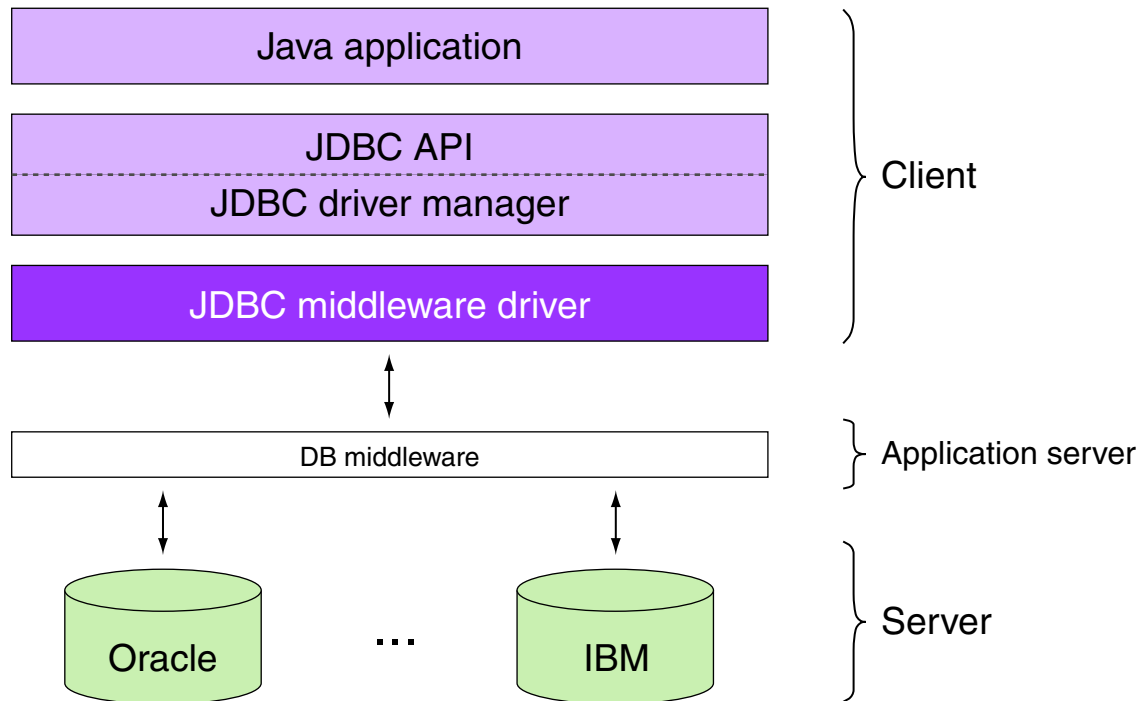 Java application
JDBC API
JDBC driver manager
Client
JDBC middleware driver
DB middleware
Application server
Oracle
...
IBM
Server